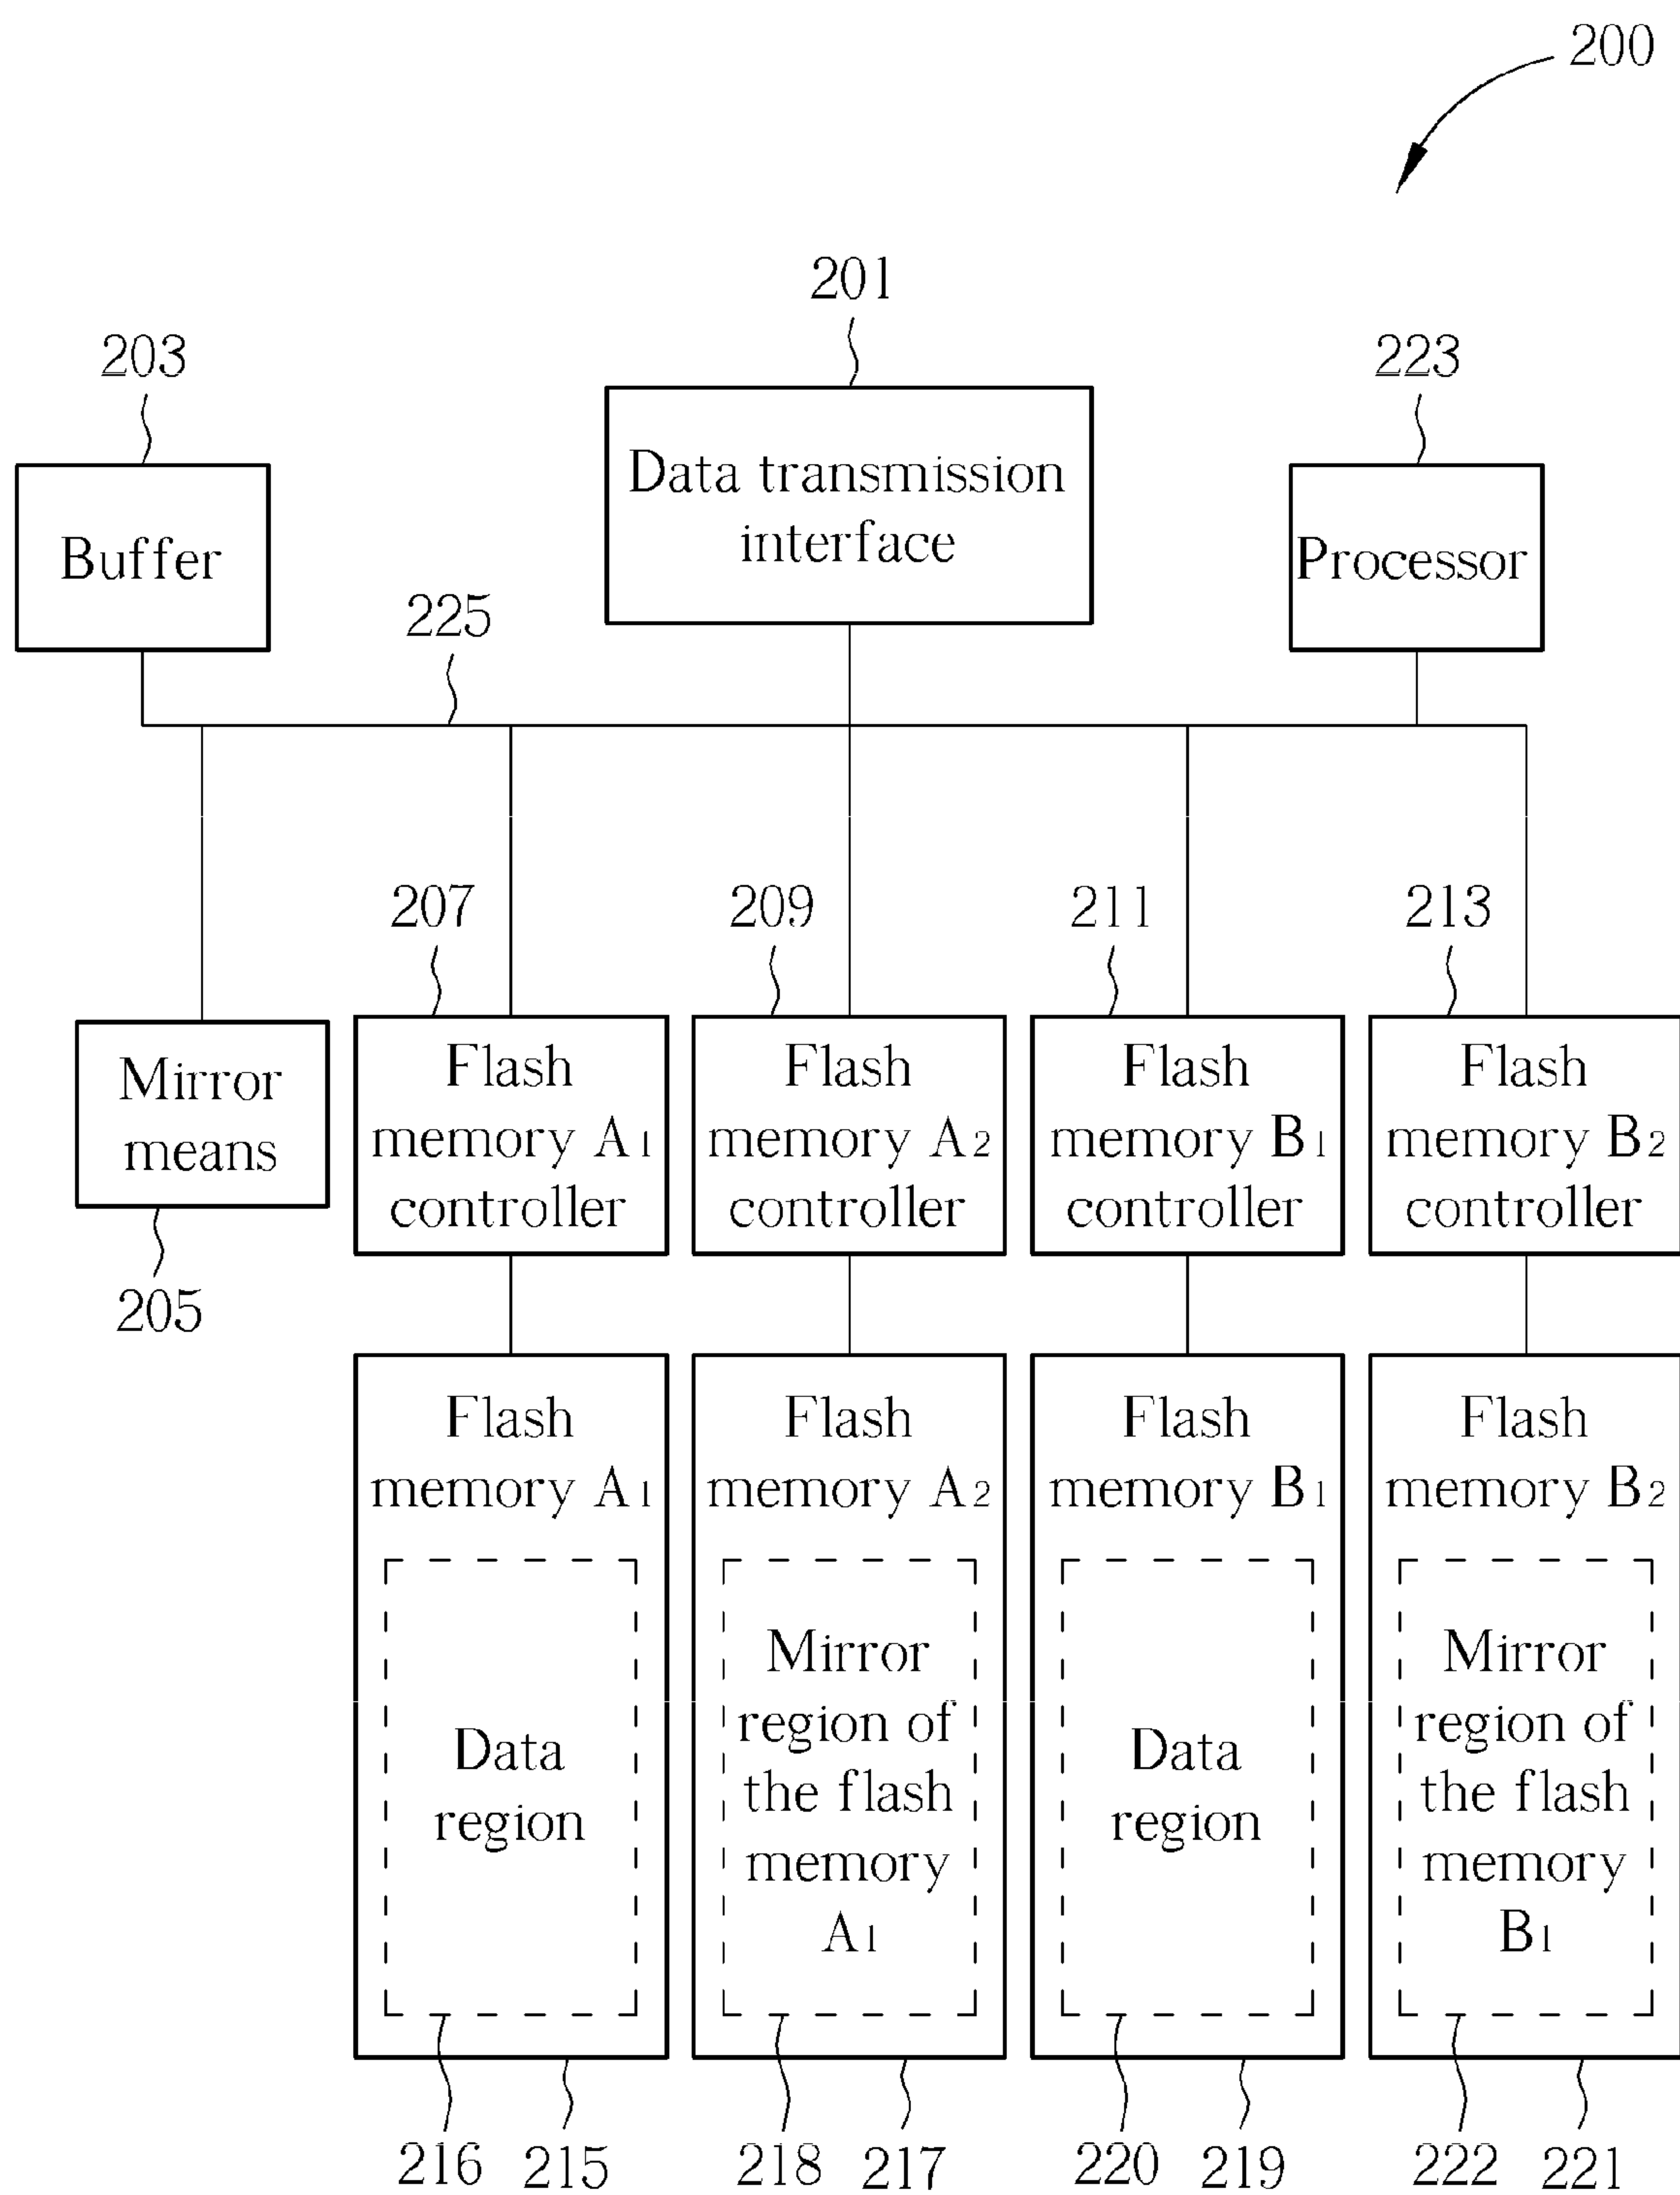 200
201
203
223
Data transmission
interface
Buffer
Processor
225
207
209
211
213
Mirror
means
Flash
memory A1
controller
Flash
memory A2
controller
Flash
memory B1
controller
Flash
memory B2
controller
205
Flash
memory A1
Data
region
Flash
memory A2
Mirror
region of
the flash
memory
A1
Flash
memory B1
Data
region
Flash
memory B2
Mirror
region of
the flash
memory
B1
216
215
218
217
220
219
222
221